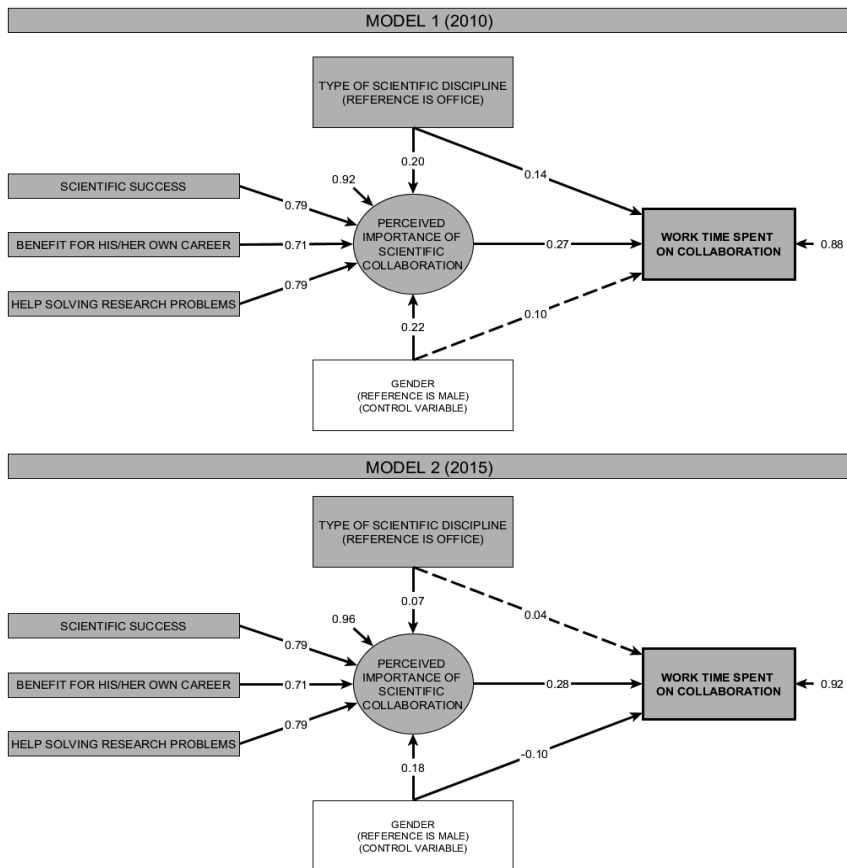 MODEL 1 (2010)
TYPE OF SCIENTIFIC DISCIPLINE
(REFERENCE IS OFFICE)
0.20
0.14
0.92
SCIENTIFIC SUCCESS
0.79
BENEFIT FOR HIS/HER OWN CAREER
0.71
HELP SOLVING RESEARCH PROBLEMS
0.79
PERCEIVED
IMPORTANCE OF
SCIENTIFIC
COLLABORATION
0.27
WORK TIME SPENT
ON COLLABORATION
0.88
0.22
0.10
GENDER
(REFERENCE IS MALE)
(CONTROL VARIABLE)
MODEL 2 (2015)
TYPE OF SCIENTIFIC DISCIPLINE
(REFERENCE IS OFFICE)
0.07
0.04
0.96
SCIENTIFIC SUCCESS
0.79
BENEFIT FOR HIS/HER OWN CAREER
0.71
HELP SOLVING RESEARCH PROBLEMS
0.79
PERCEIVED
IMPORTANCE OF
SCIENTIFIC
COLLABORATION
0.28
WORK TIME SPENT
ON COLLABORATION
0.92
0.18
-0.10
GENDER
(REFERENCE IS MALE)
(CONTROL VARIABLE)